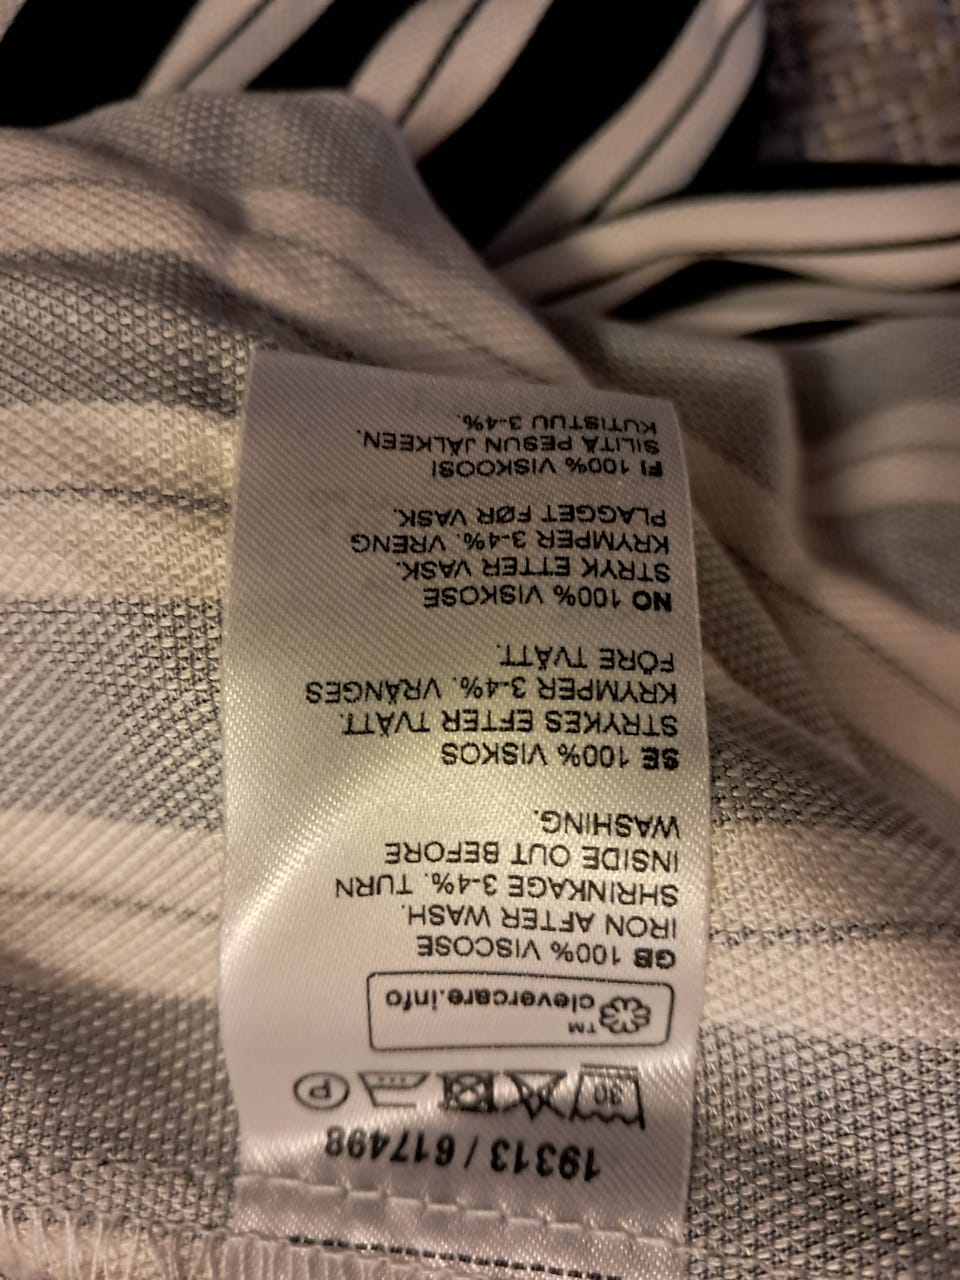 19313 / 617498
30 P
™
clevercare.info
GB 100% VISCOSE
IRON AFTER WASH.
SHRINKAGE 3-4%. TURN
INSIDE OUT BEFORE
WASHING.
SE 100% VISKOS
STRYKES EFTER TVÄTT.
KRYMPER 3-4%. VRÄNGES
FÖRE TVÄTT.
NO 100% VISKOSE
STRYK ETTER VASK.
KRYMPER 3-4%. VRENG
PLAGGET FØR VASK.
FI 100% VISKOOSI
SILITÄ PESUN JÄLKEEN.
KUTISTUU 3-4%.